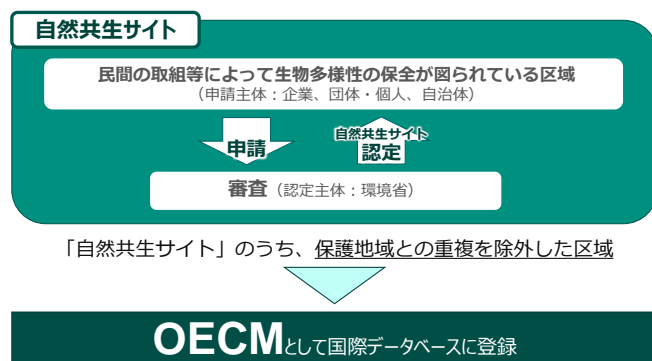 自然共生サイト
民間の取組等によって生物多様性の保全が図られている区域
（申請主体：企業、団体・個人、自治体）
申請
自然共生サイト
認定
審査（認定主体：環境省）
「自然共生サイト」のうち、保護地域との重複を除外した区域
OECMとして国際データベースに登録